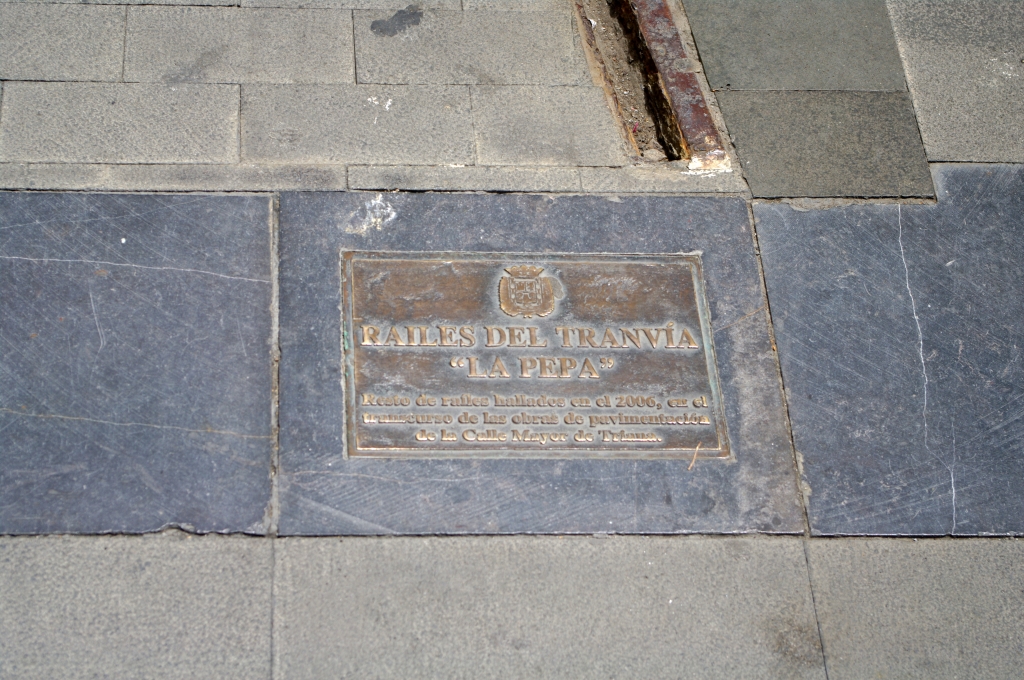 RAILES DEL TRANVÍA
“LA PEPA”
Resto de railes hallados en el 2006, en el
transcurso de las obras de pavimentación
de la Calle Mayor de Triana.